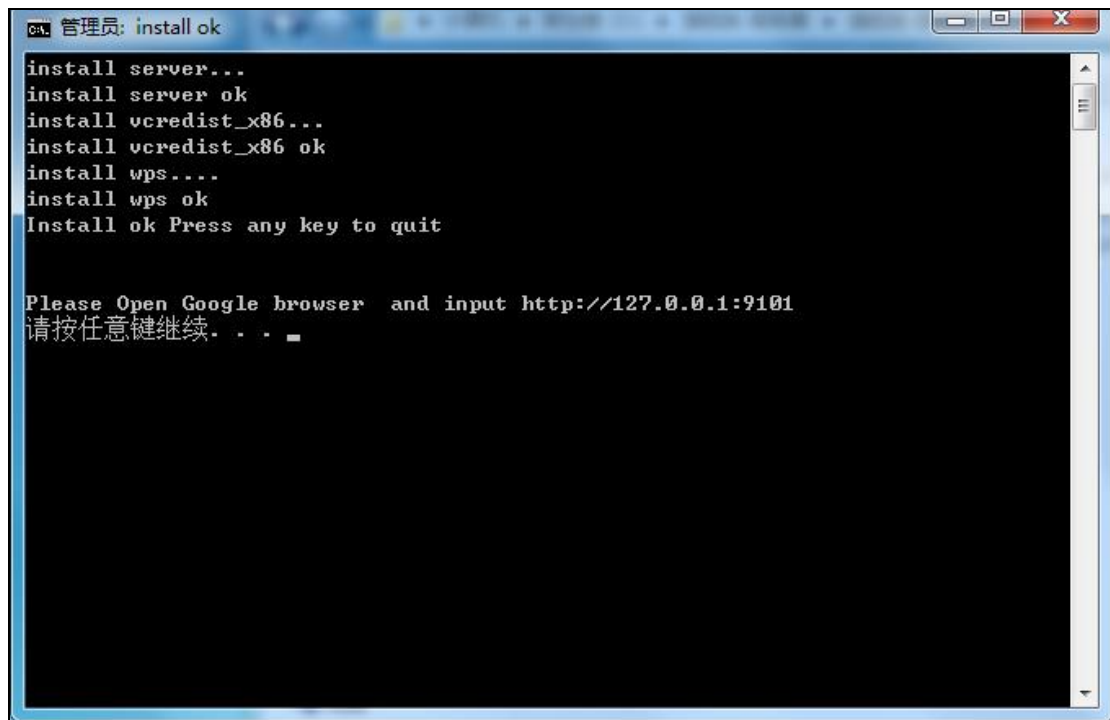 管理员: install ok
install server...
install server ok
install vcredist_x86...
install vcredist_x86 ok
install wps....
install wps ok
Install ok Press any key to quit
Please Open Google browser  and input http://127.0.0.1:9101
请按任意键继续. . .